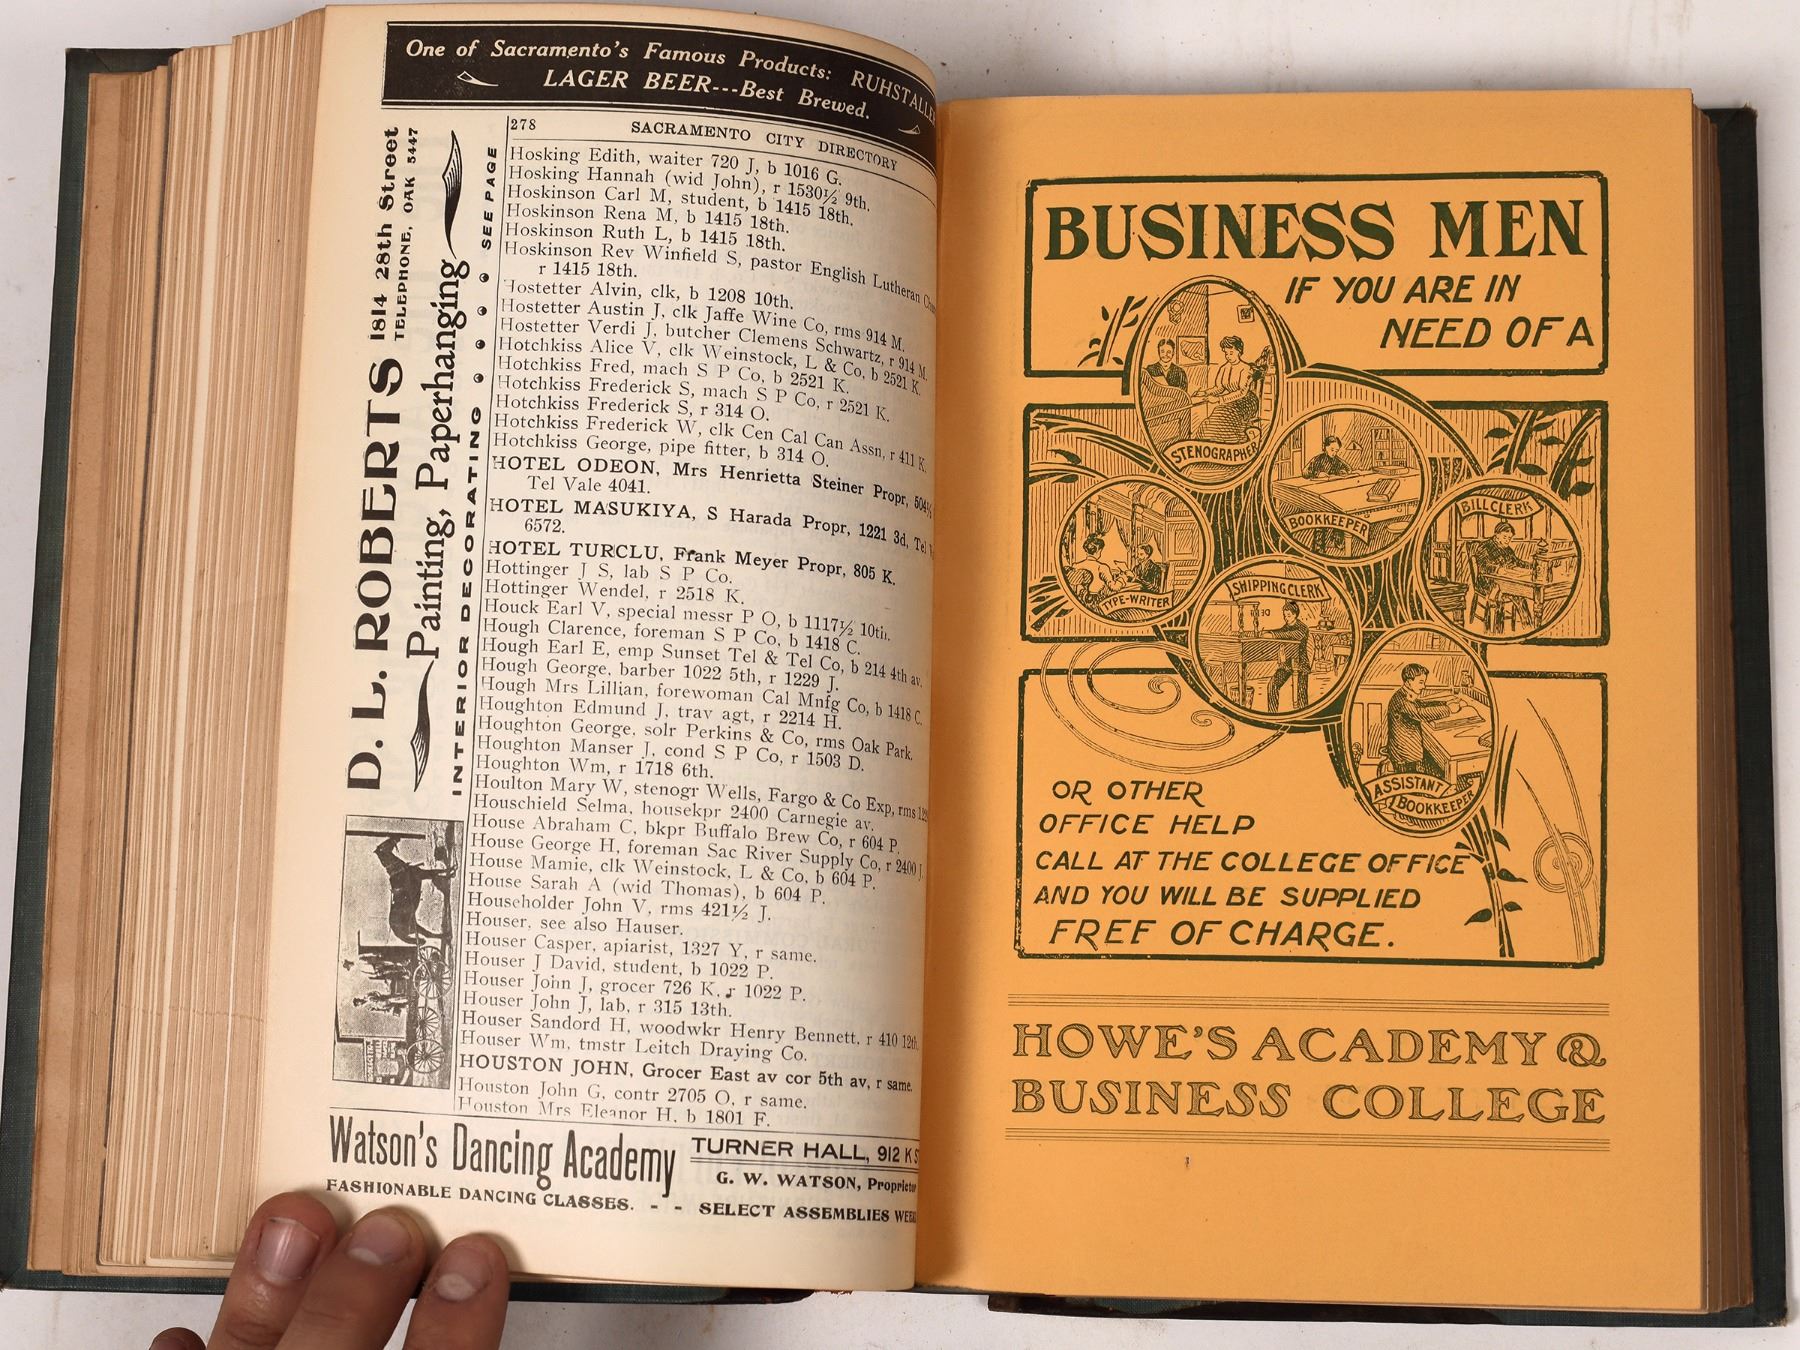 One of Sacramento's Famous Products: RUHSTALLER
LAGER BEER---Best Brewed.
278 SACRAMENTO CITY DIRECTORY
Hosking Edith, waiter 720 J, b 1016 G.
Hosking Hannah (wid John), r 1530½ 9th.
Hoskinson Carl M, student, b 1415 18th.
Hoskinson Rena M, b 1415 18th.
Hoskinson Ruth L, b 1415 18th.
Hoskinson Rev Winfield S, pastor English Lutheran
r 1415 18th.
Hostetter Alvin, clk, b 1208 10th.
Hostetter Austin J, clk Jaffe Wine Co, rms 914 M.
Hostetter Verdi J, butcher Clemens Schwartz, r 914 M.
Hotchkiss Alice V, clk Weinstock, L & Co, b 2521 K.
Hotchkiss Fred, mach S P Co, b 2521 K.
Hotchkiss Frederick S, mach S P Co, r 2521 K.
Hotchkiss Frederick S, r 314 O.
Hotchkiss Frederick W, clk Cen Cal Can Assn, r 411 K.
Hotchkiss George, pipe fitter, b 314 O.
HOTEL ODEON, Mrs Henrietta Steiner Propr, 504½
Tel Vale 4041.
HOTEL MASUKIYA, S Harada Propr, 1221 3d, Tel
6572.
HOTEL TURCLU, Frank Meyer Propr, 805 K.
Hottinger J S, lab S P Co.
Hottinger Wendel, r 2518 K.
Houck Earl V, special messr P O, b 1117½ 10th.
Hough Clarence, foreman S P Co, b 1418 C.
Hough Earl E, emp Sunset Tel & Tel Co, b 214 4th av.
Hough George, barber 1022 5th, r 1229 J.
Hough Mrs Lillian, forewoman Cal Mnfg Co, b 1418 C.
Houghton Edmund J, trav agt, r 2214 H.
Houghton George, solr Perkins & Co, rms Oak Park.
Houghton Manser J, cond S P Co, r 1503 D.
Houghton Wm, r 1718 6th.
Houlton Mary W, stenogr Wells, Fargo & Co Exp, rms
Houschield Selma, housekpr 2400 Carnegie av.
House Abraham C, bkpr Buffalo Brew Co, r 604 P.
House George H, foreman Sac River Supply Co, r 2400 J.
House Mamie, clk Weinstock, L & Co, b 604 P.
House Sarah A (wid Thomas), b 604 P.
Householder John V, rms 421½ J.
Houser, see also Hauser.
Houser Casper, apiarist, 1327 Y, r same.
Houser J David, student, b 1022 P.
Houser John J, grocer 726 K, r 1022 P.
Houser John J, lab, r 315 13th.
Houser Sandord H, woodwkr Henry Bennett, r 410 12th.
Houser Wm, tmstr Leitch Draying Co.
HOUSTON JOHN, Grocer East av cor 5th av, r same.
Houston John G, contr 2705 O, r same.
Houston Mrs Eleanor H, b 1801 F.
D. L. ROBERTS 1814 28th Street
TELEPHONE, OAK 5447
Painting, Paperhanging
INTERIOR DECORATING SEE PAGE
Watson's Dancing Academy
TURNER HALL, 912 K
G. W. WATSON, Proprietor
FASHIONABLE DANCING CLASSES. - - SELECT ASSEMBLIES
BUSINESS MEN
IF YOU ARE IN
NEED OF A
STENOGRAPHER
BOOKKEEPER
BILL CLERK
TYPE-WRITER
SHIPPING CLERK
ASSISTANT
BOOKKEEPER
OR OTHER
OFFICE HELP
CALL AT THE COLLEGE OFFICE
AND YOU WILL BE SUPPLIED
FREE OF CHARGE.
HOWE'S ACADEMY &
BUSINESS COLLEGE